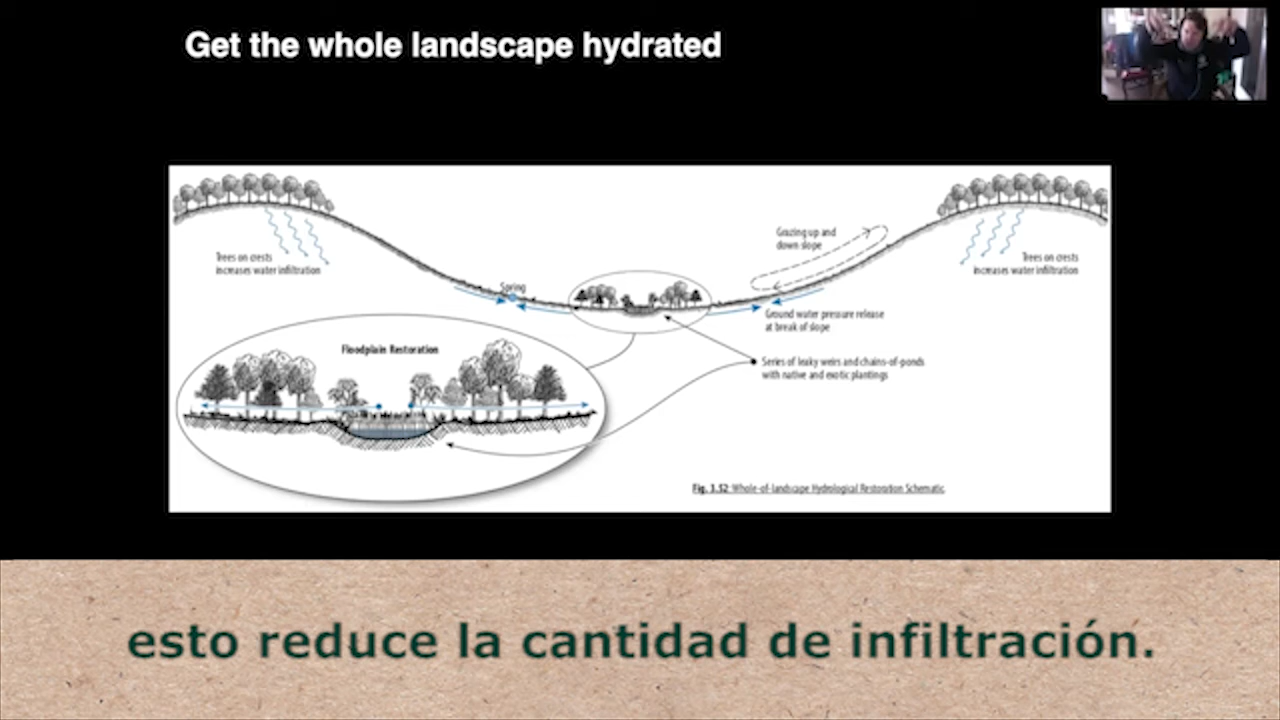 Get the whole landscape hydrated
Trees on crests
increases water infiltration
Spring
Grazing up and
down slope
Trees on crests
increases water infiltration
Ground water pressure release
at break of slope
Floodplain Restoration
Series of leaky weirs and chains-of-ponds
with native and exotic plantings
Fig. 3.52: Whole-of-landscape Hydrological Restoration Schematic
esto reduce la cantidad de infiltración.